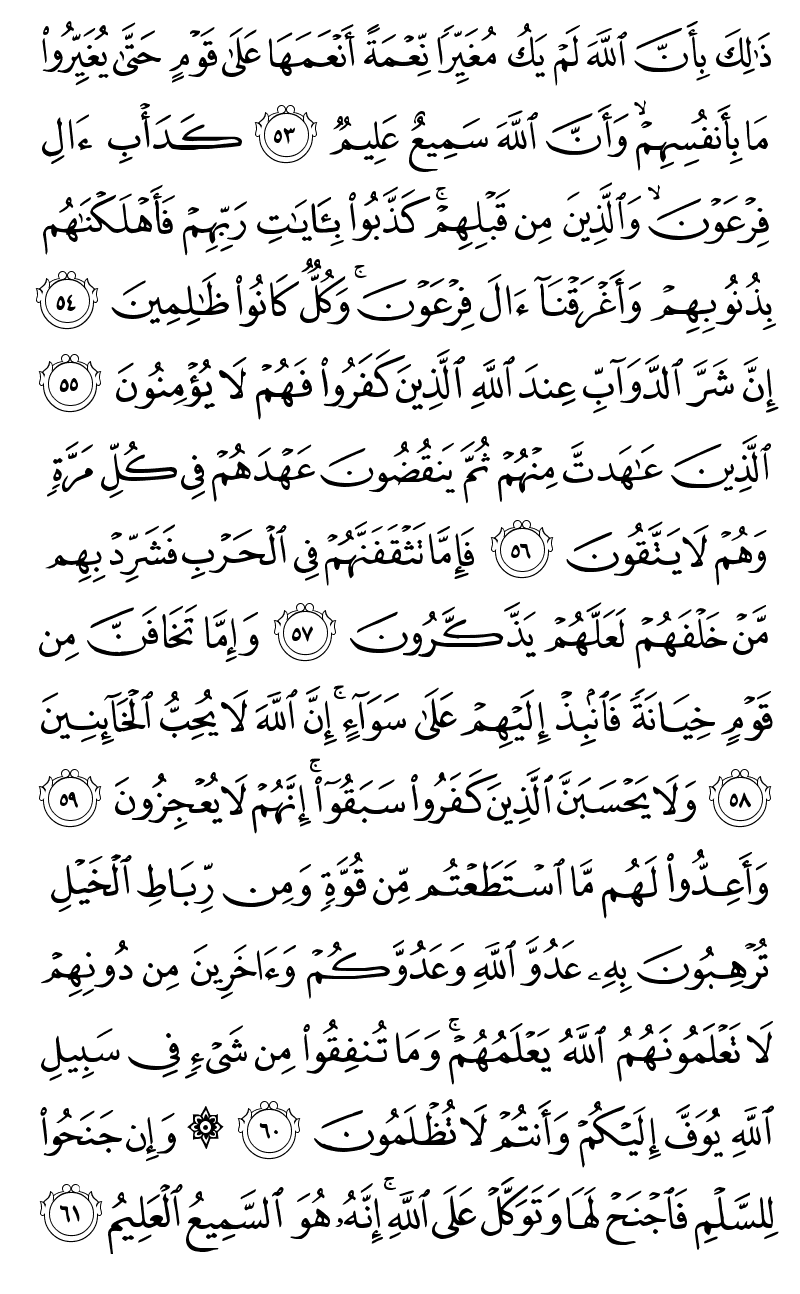 ذَٰلِكَ بِأَنَّ ٱللَّهَ لَمْ يَكُ مُغَيِّرًا نِّعْمَةً أَنْعَمَهَا عَلَىٰ قَوْمٍ حَتَّىٰ يُغَيِّرُوا۟
مَا بِأَنفُسِهِمْ ۙ وَأَنَّ ٱللَّهَ سَمِيعٌ عَلِيمٌ ٥٣ كَدَأْبِ ءَالِ
فِرْعَوْنَ ۙ وَٱلَّذِينَ مِن قَبْلِهِمْ ۚ كَذَّبُوا۟ بِـَٔايَـٰتِ رَبِّهِمْ فَأَهْلَكْنَـٰهُم
بِذُنُوبِهِمْ وَأَغْرَقْنَآ ءَالَ فِرْعَوْنَ ۚ وَكُلٌّ كَانُوا۟ ظَـٰلِمِينَ ٥٤
إِنَّ شَرَّ ٱلدَّوَآبِّ عِندَ ٱللَّهِ ٱلَّذِينَ كَفَرُوا۟ فَهُمْ لَا يُؤْمِنُونَ ٥٥
ٱلَّذِينَ عَـٰهَدتَّ مِنْهُمْ ثُمَّ يَنقُضُونَ عَهْدَهُمْ فِى كُلِّ مَرَّةٍ
وَهُمْ لَا يَتَّقُونَ ٥٦ فَإِمَّا تَثْقَفَنَّهُمْ فِى ٱلْحَرْبِ فَشَرِّدْ بِهِم
مَّنْ خَلْفَهُمْ لَعَلَّهُمْ يَذَّكَّرُونَ ٥٧ وَإِمَّا تَخَافَنَّ مِن
قَوْمٍ خِيَانَةً فَٱنۢبِذْ إِلَيْهِمْ عَلَىٰ سَوَآءٍ ۚ إِنَّ ٱللَّهَ لَا يُحِبُّ ٱلْخَآئِنِينَ
٥٨ وَلَا يَحْسَبَنَّ ٱلَّذِينَ كَفَرُوا۟ سَبَقُوٓا۟ ۚ إِنَّهُمْ لَا يُعْجِزُونَ ٥٩
وَأَعِدُّوا۟ لَهُم مَّا ٱسْتَطَعْتُم مِّن قُوَّةٍ وَمِن رِّبَاطِ ٱلْخَيْلِ
تُرْهِبُونَ بِهِۦ عَدُوَّ ٱللَّهِ وَعَدُوَّكُمْ وَءَاخَرِينَ مِن دُونِهِمْ
لَا تَعْلَمُونَهُمُ ٱللَّهُ يَعْلَمُهُمْ ۚ وَمَا تُنفِقُوا۟ مِن شَىْءٍ فِى سَبِيلِ
ٱللَّهِ يُوَفَّ إِلَيْكُمْ وَأَنتُمْ لَا تُظْلَمُونَ ٦٠ ۞ وَإِن جَنَحُوا۟
لِلسَّلْمِ فَٱجْنَحْ لَهَا وَتَوَكَّلْ عَلَى ٱللَّهِ ۚ إِنَّهُۥ هُوَ ٱلسَّمِيعُ ٱلْعَلِيمُ ٦١